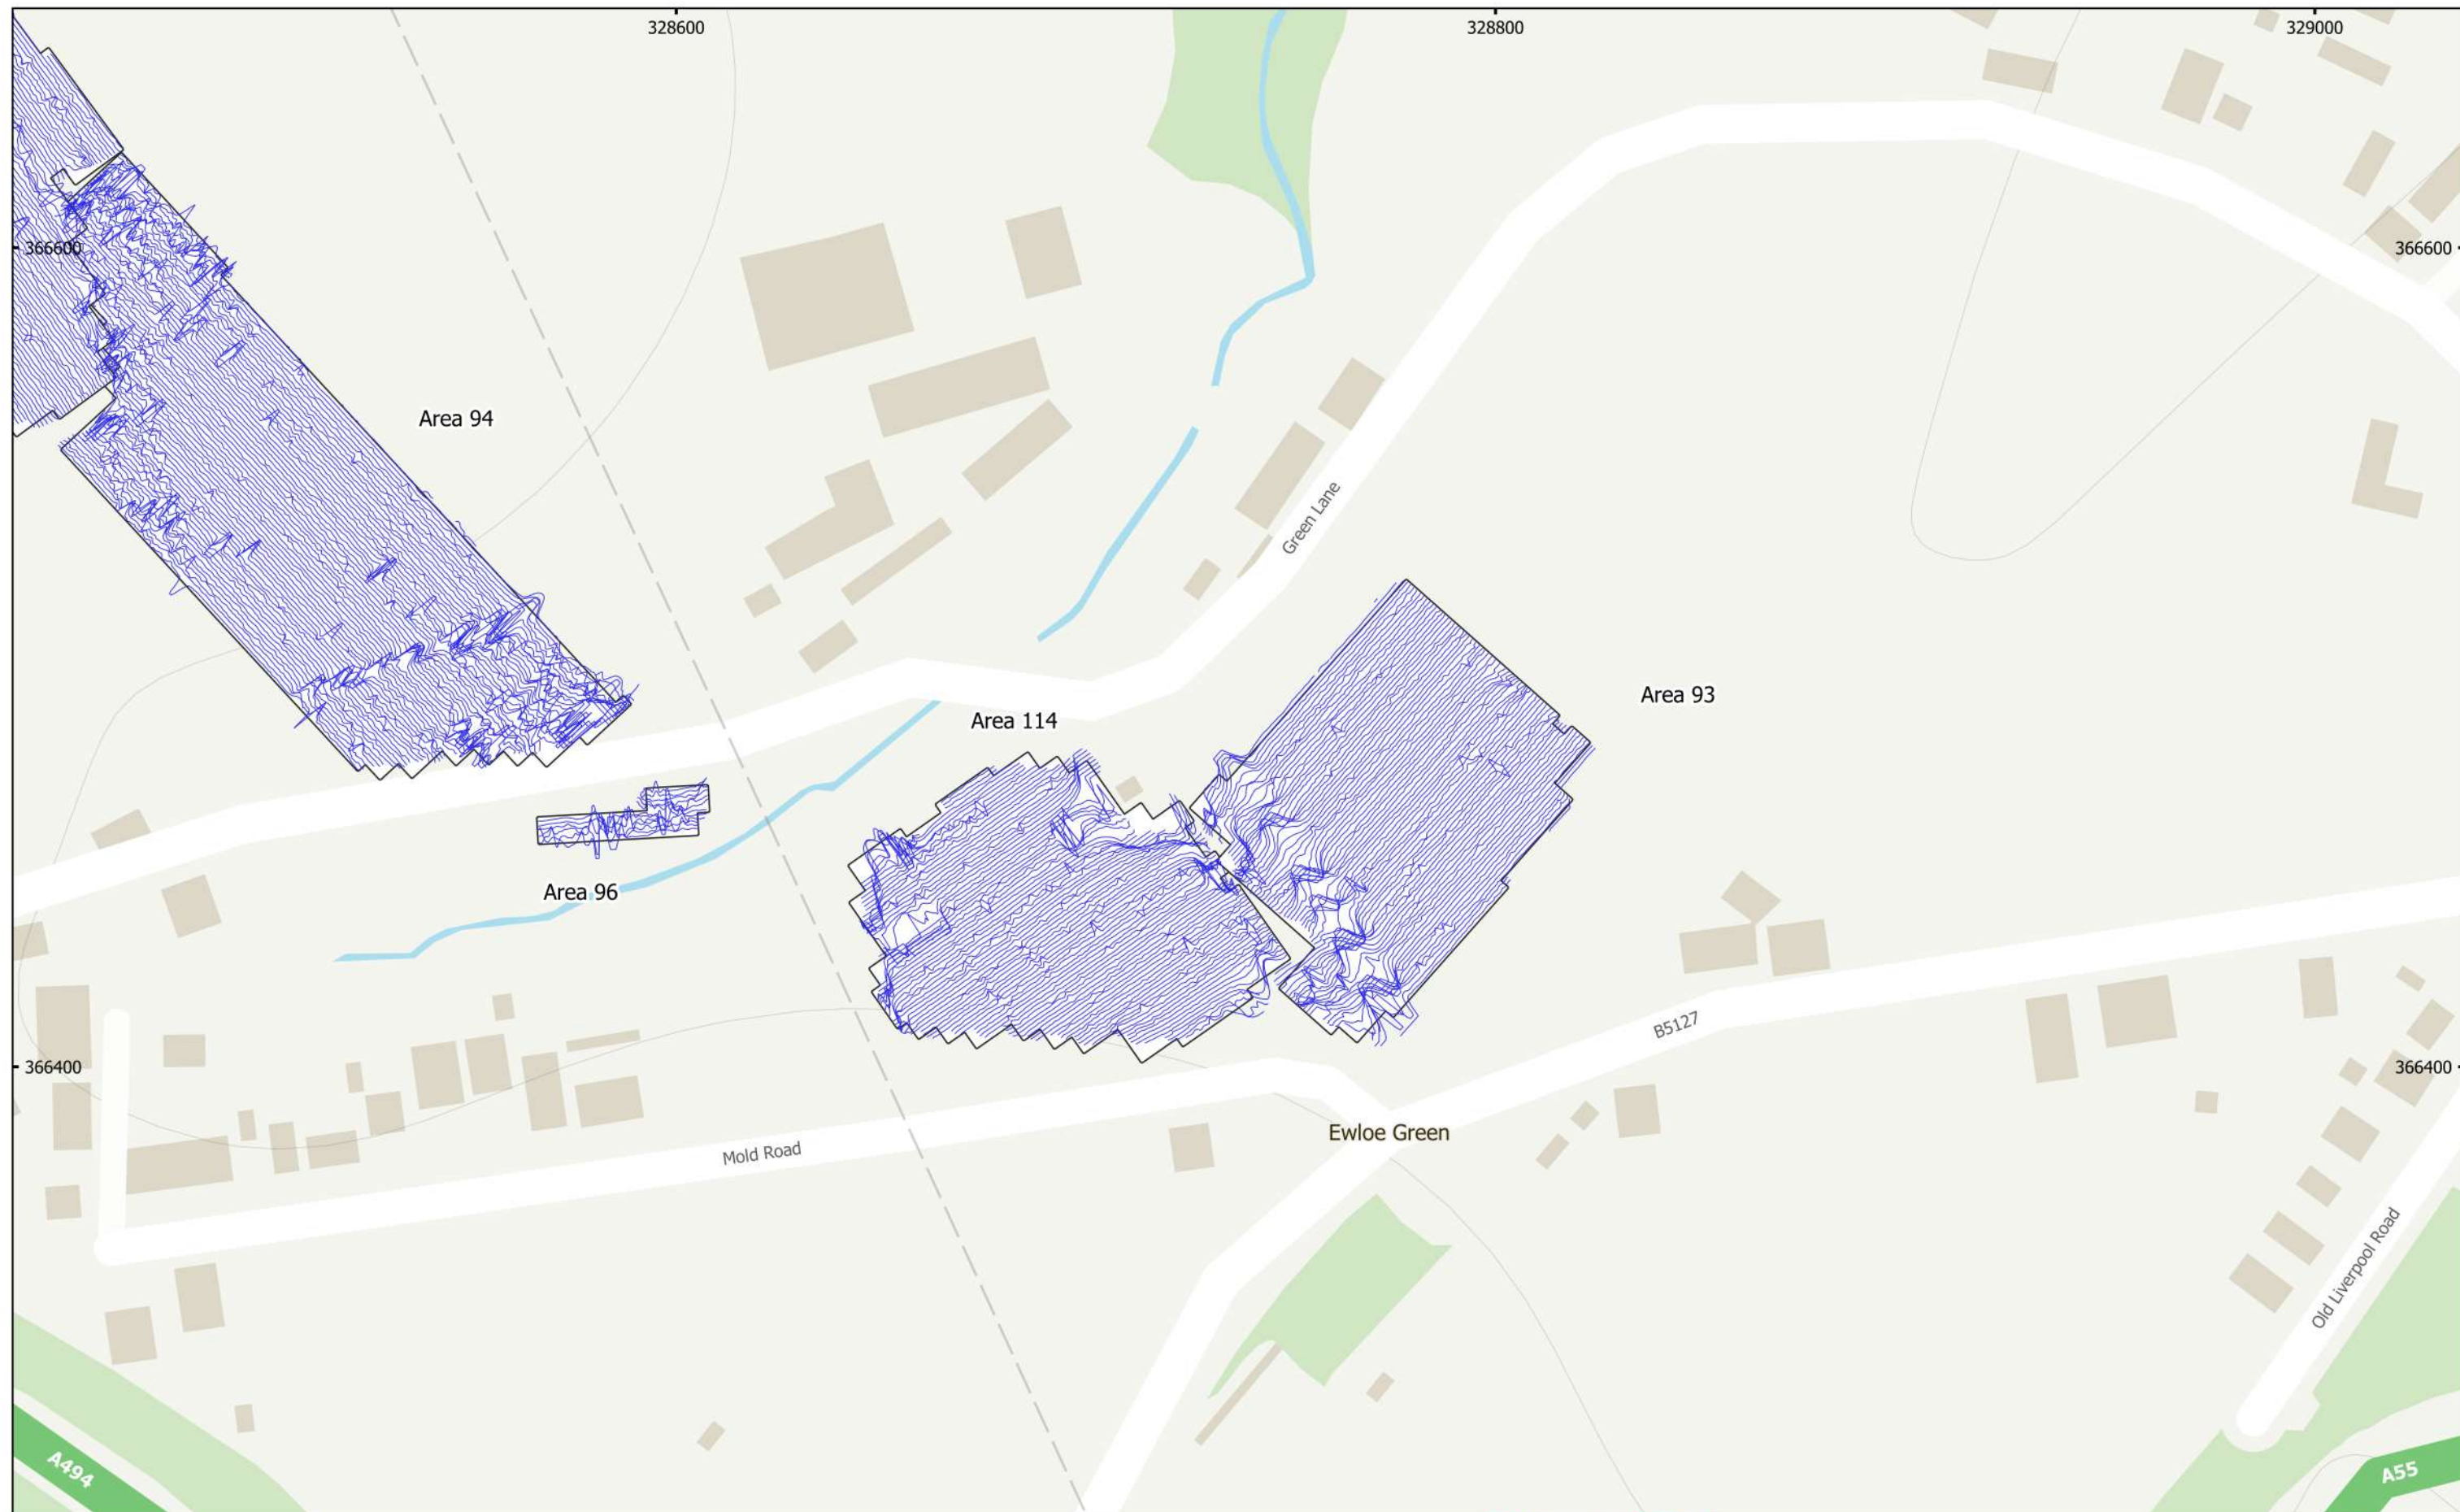 328600
328800
329000
366600
366600
Area 94
Green Lane
Area 93
Area 114
Area 96
B5127
366400
366400
Ewloe Green
Mold Road
Old Liverpool Road
A494
A55